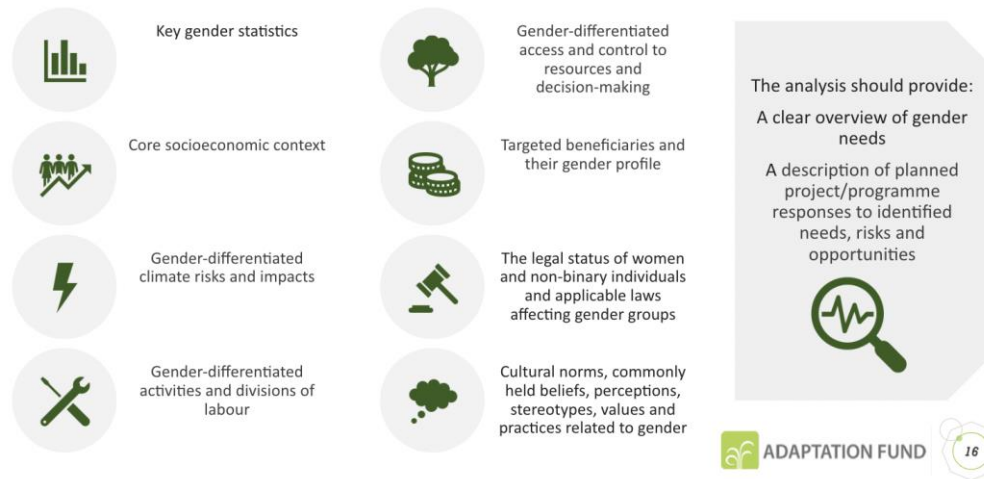 Key gender statistics
Core socioeconomic context
Gender-differentiated
climate risks and impacts
Gender-differentiated
activities and divisions of
labour
Gender-differentiated
access and control to
resources and
decision-making
Targeted beneficiaries and
their gender profile
The legal status of women
and non-binary individuals
and applicable laws
affecting gender groups
Cultural norms, commonly
held beliefs, perceptions,
stereotypes, values and
practices related to gender
The analysis should provide:
A clear overview of gender
needs
A description of planned
project/programme
responses to identified
needs, risks and
opportunities
ADAPTATION FUND
16